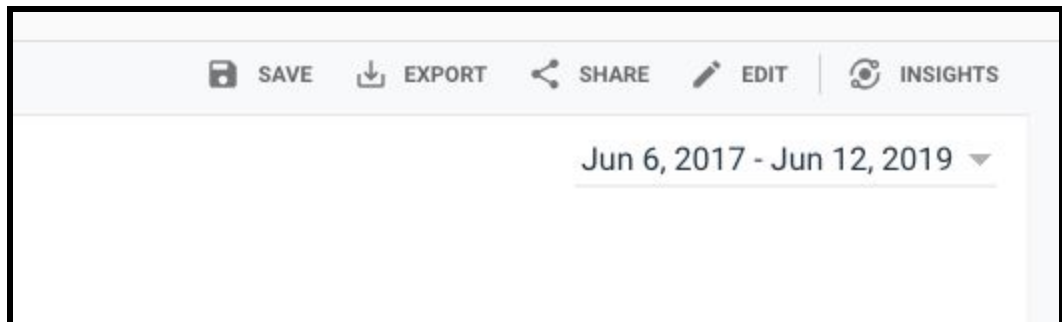 SAVE EXPORT SHARE EDIT INSIGHTS
Jun 6, 2017 - Jun 12, 2019